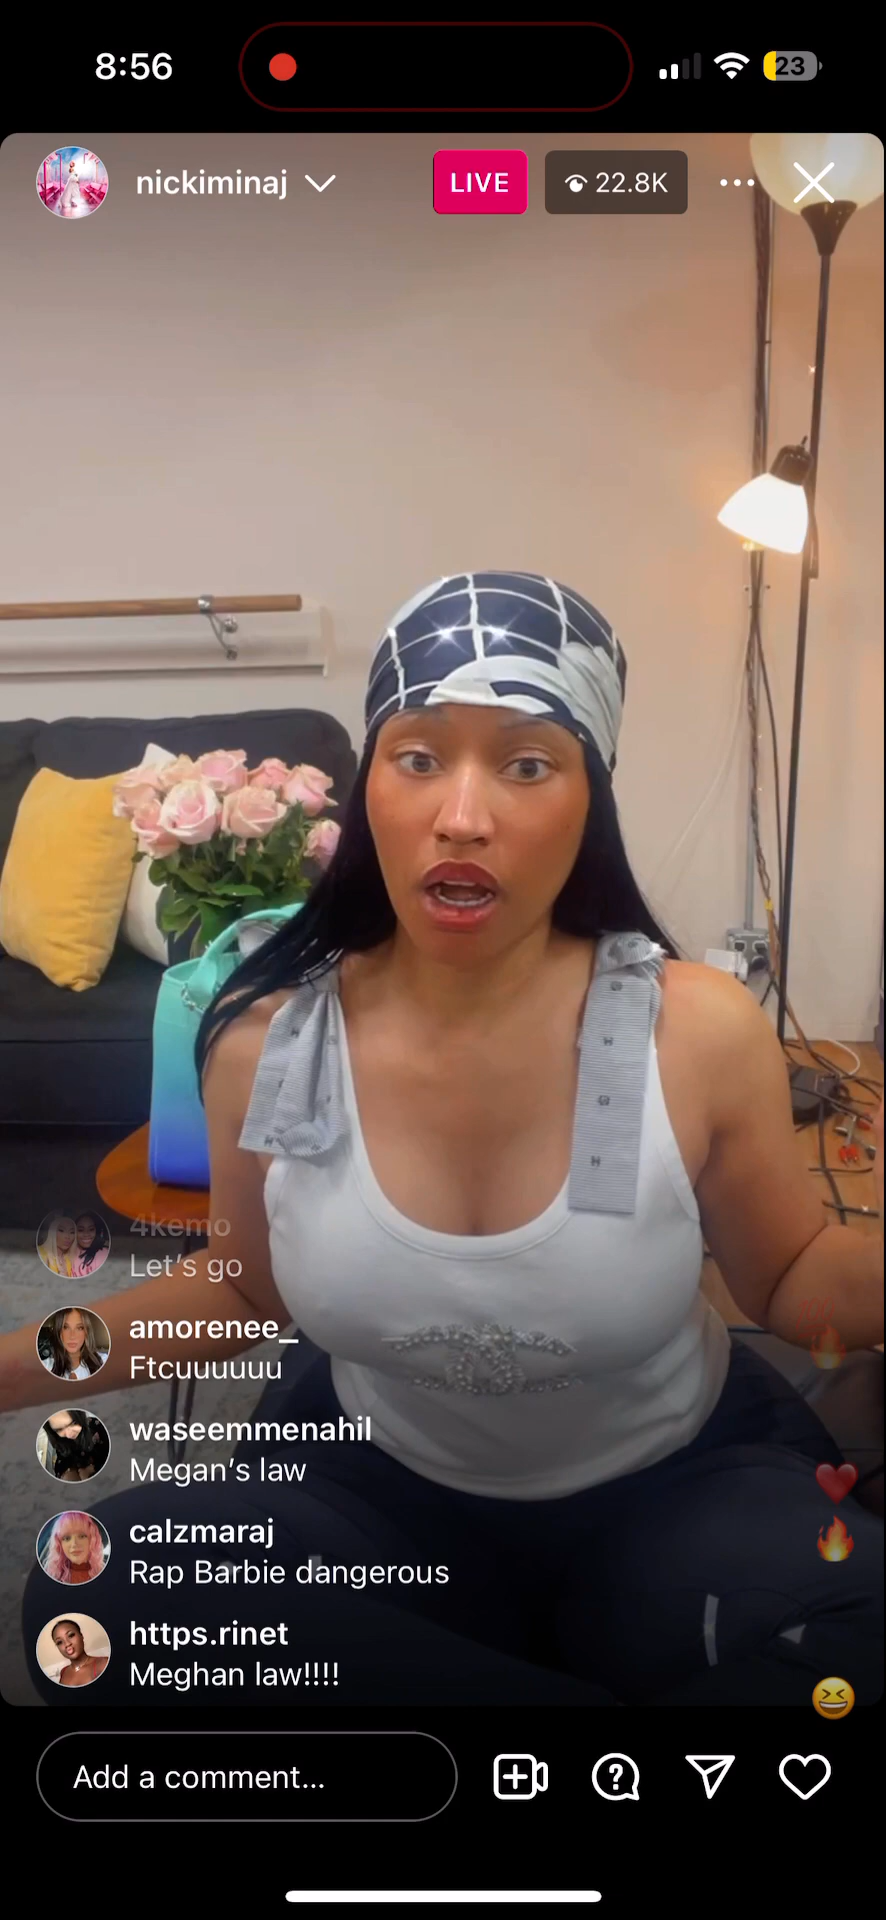 8:56
23
nickiminaj
LIVE
22.8K
4kemo
Let’s go
amorenee_
Ftcuuuuuu
waseemmenahil
Megan’s law
calzmaraj
Rap Barbie dangerous
https.rinet
Meghan law!!!!
Add a comment...